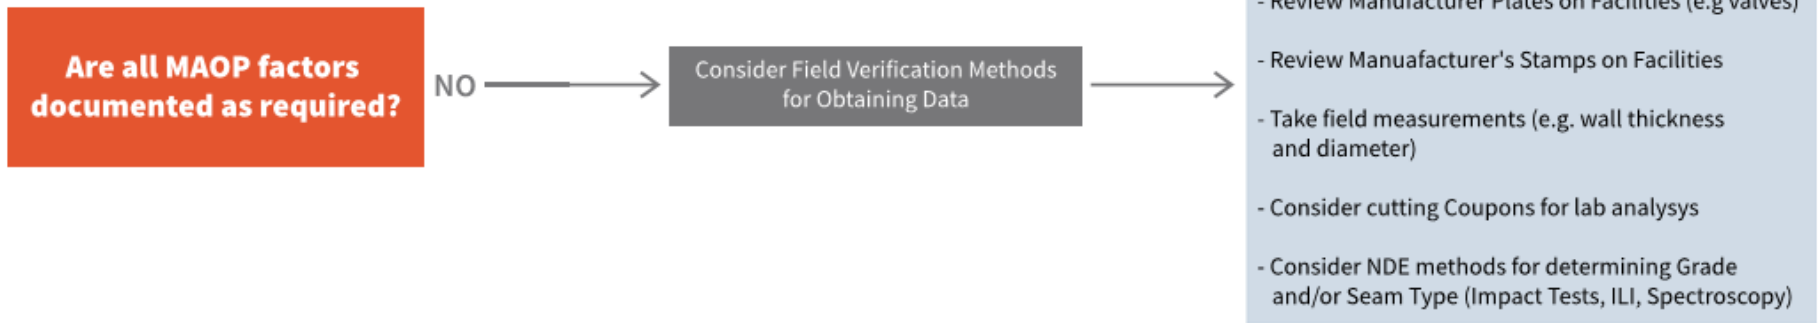 - Review Manufacturer Plates on Facilities (e.g valves)
Are all MAOP factors
documented as required?
NO
Consider Field Verification Methods
for Obtaining Data
- Review Manuafacturer's Stamps on Facilities
- Take field measurements (e.g. wall thickness
and diameter)
- Consider cutting Coupons for lab analysys
- Consider NDE methods for determining Grade
and/or Seam Type (Impact Tests, ILI, Spectroscopy)